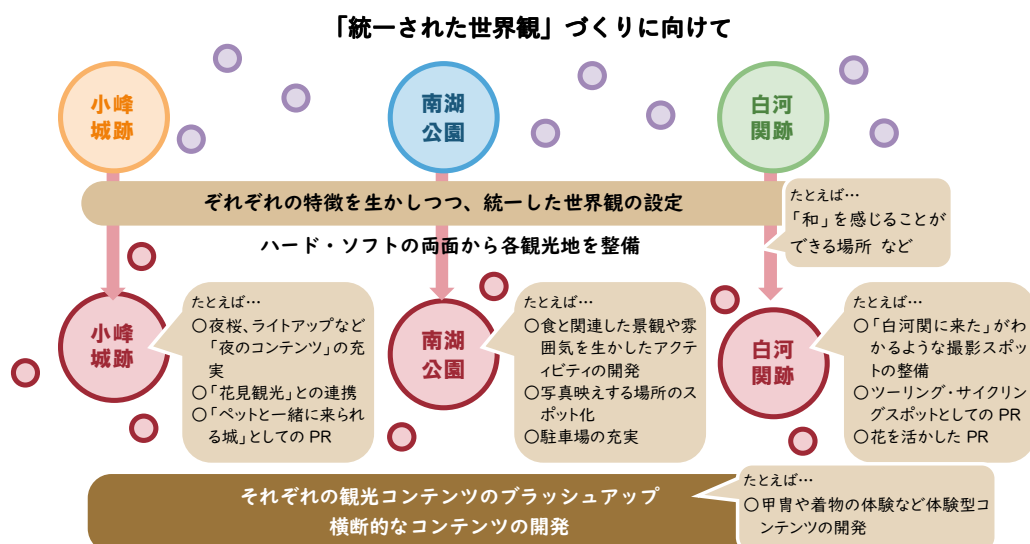 「統一された世界観」づくりに向けて
小峰
城跡
南湖
公園
白河
関跡
ぞれぞれの特徴を生かしつつ、統一した世界観の設定
たとえば…
「和」を感じることが
できる場所 など
ハード・ソフトの両面から各観光地を整備
小峰
城跡
たとえば…
○夜桜、ライトアップなど
「夜のコンテンツ」の充
実
○「花見観光」との連携
○「ペットと一緒に来られ
る城」としての PR
南湖
公園
たとえば…
○食と関連した景観や雰
囲気を生かしたアクテ
ィビティの開発
○写真映えする場所のス
ポット化
○駐車場の充実
白河
関跡
たとえば…
○「白河関に来た」がわ
かるような撮影スポッ
トの整備
○ツーリング・サイクリン
グスポットとしての PR
○花を活かした PR
それぞれの観光コンテンツのブラッシュアップ
横断的なコンテンツの開発
たとえば…
○甲冑や着物の体験など体験型コ
ンテンツの開発